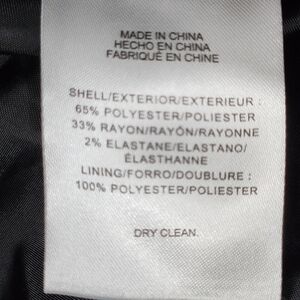 MADE IN CHINA
HECHO EN CHINA
FABRIQUÉ EN CHINE
SHELL/EXTERIOR/EXTERIEUR :
65% POLYESTER/POLIESTER
33% RAYON/RAYÓN/RAYONNE
2% ELASTANE/ELASTANO/
ÉLASTHANNE
LINING/FORRO/DOUBLURE :
100% POLYESTER/POLIESTER
DRY CLEAN.